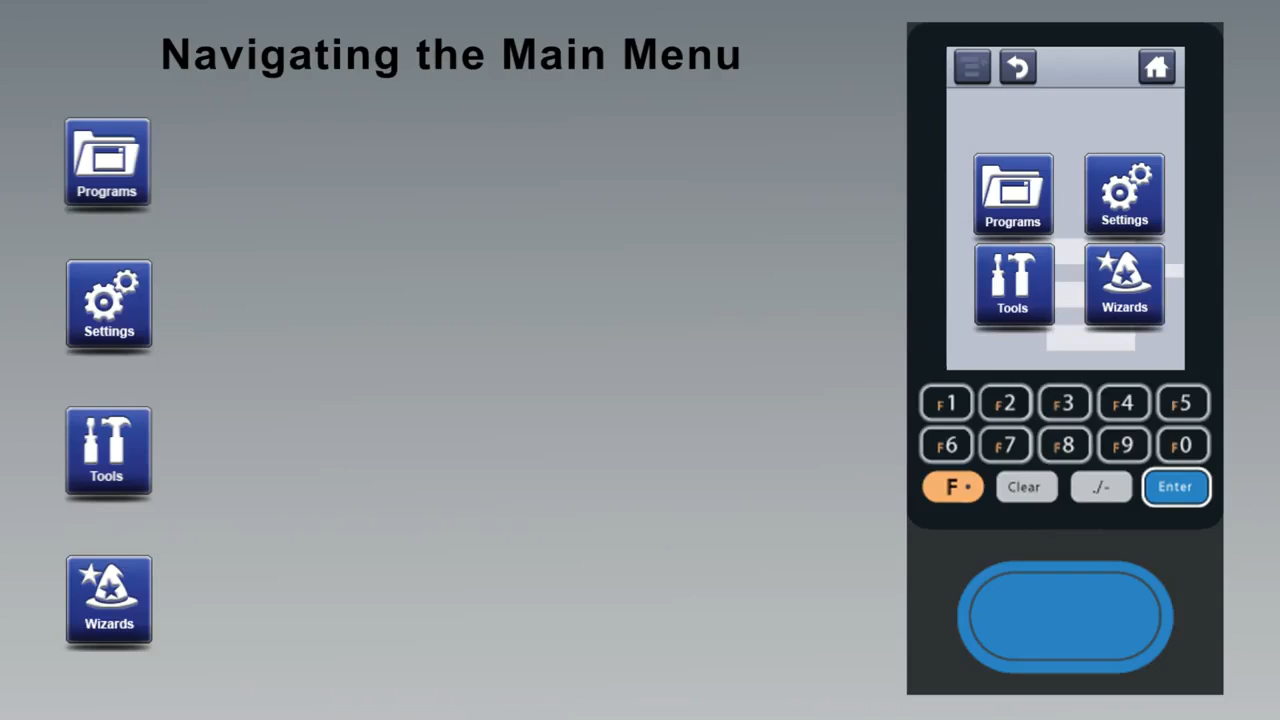 Navigating the Main Menu
Programs
Settings
Tools
Wizards
Programs Settings
Tools Wizards
F1 F2 F3 F4 F5
F6 F7 F8 F9 F0
F• Clear ./- Enter